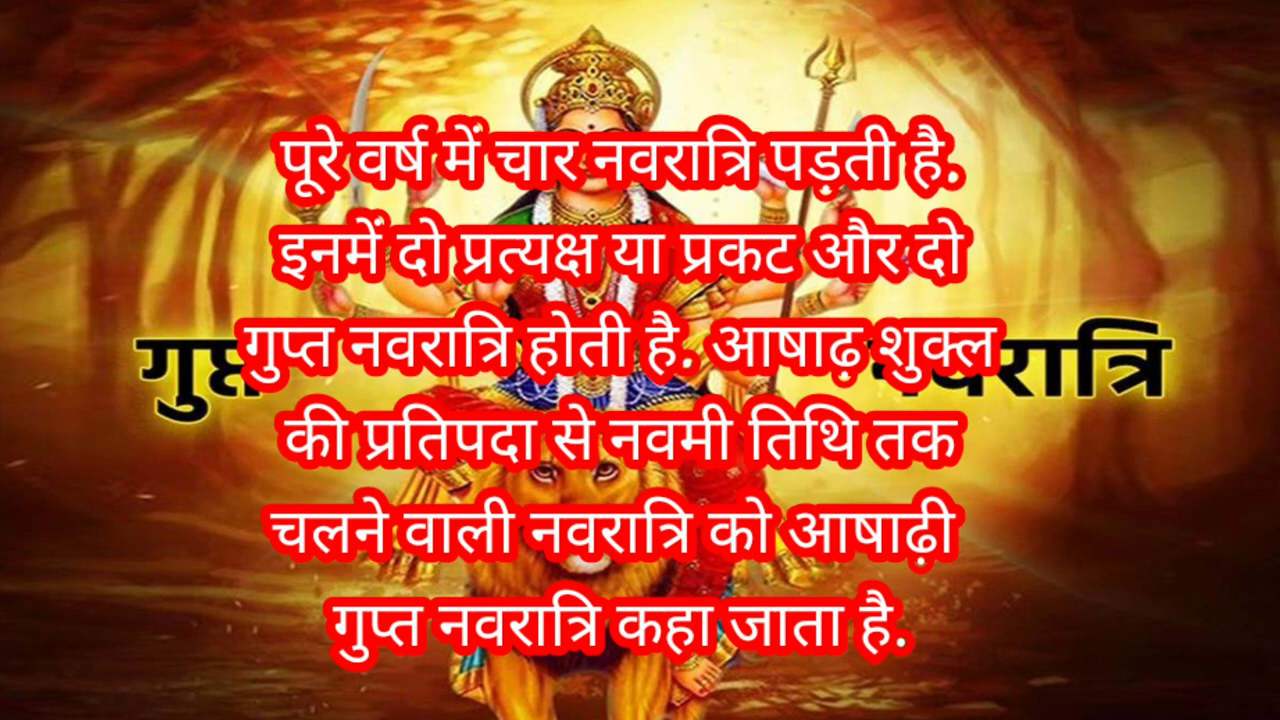 पूरे वर्ष में चार नवरात्रि पड़ती है.
इनमें दो प्रत्यक्ष या प्रकट और दो
गुप्त नवरात्रि होती है. आषाढ़ शुक्ल
की प्रतिपदा से नवमी तिथि तक
चलने वाली नवरात्रि को आषाढ़ी
गुप्त नवरात्रि कहा जाता है.
गुप्त नवरात्रि